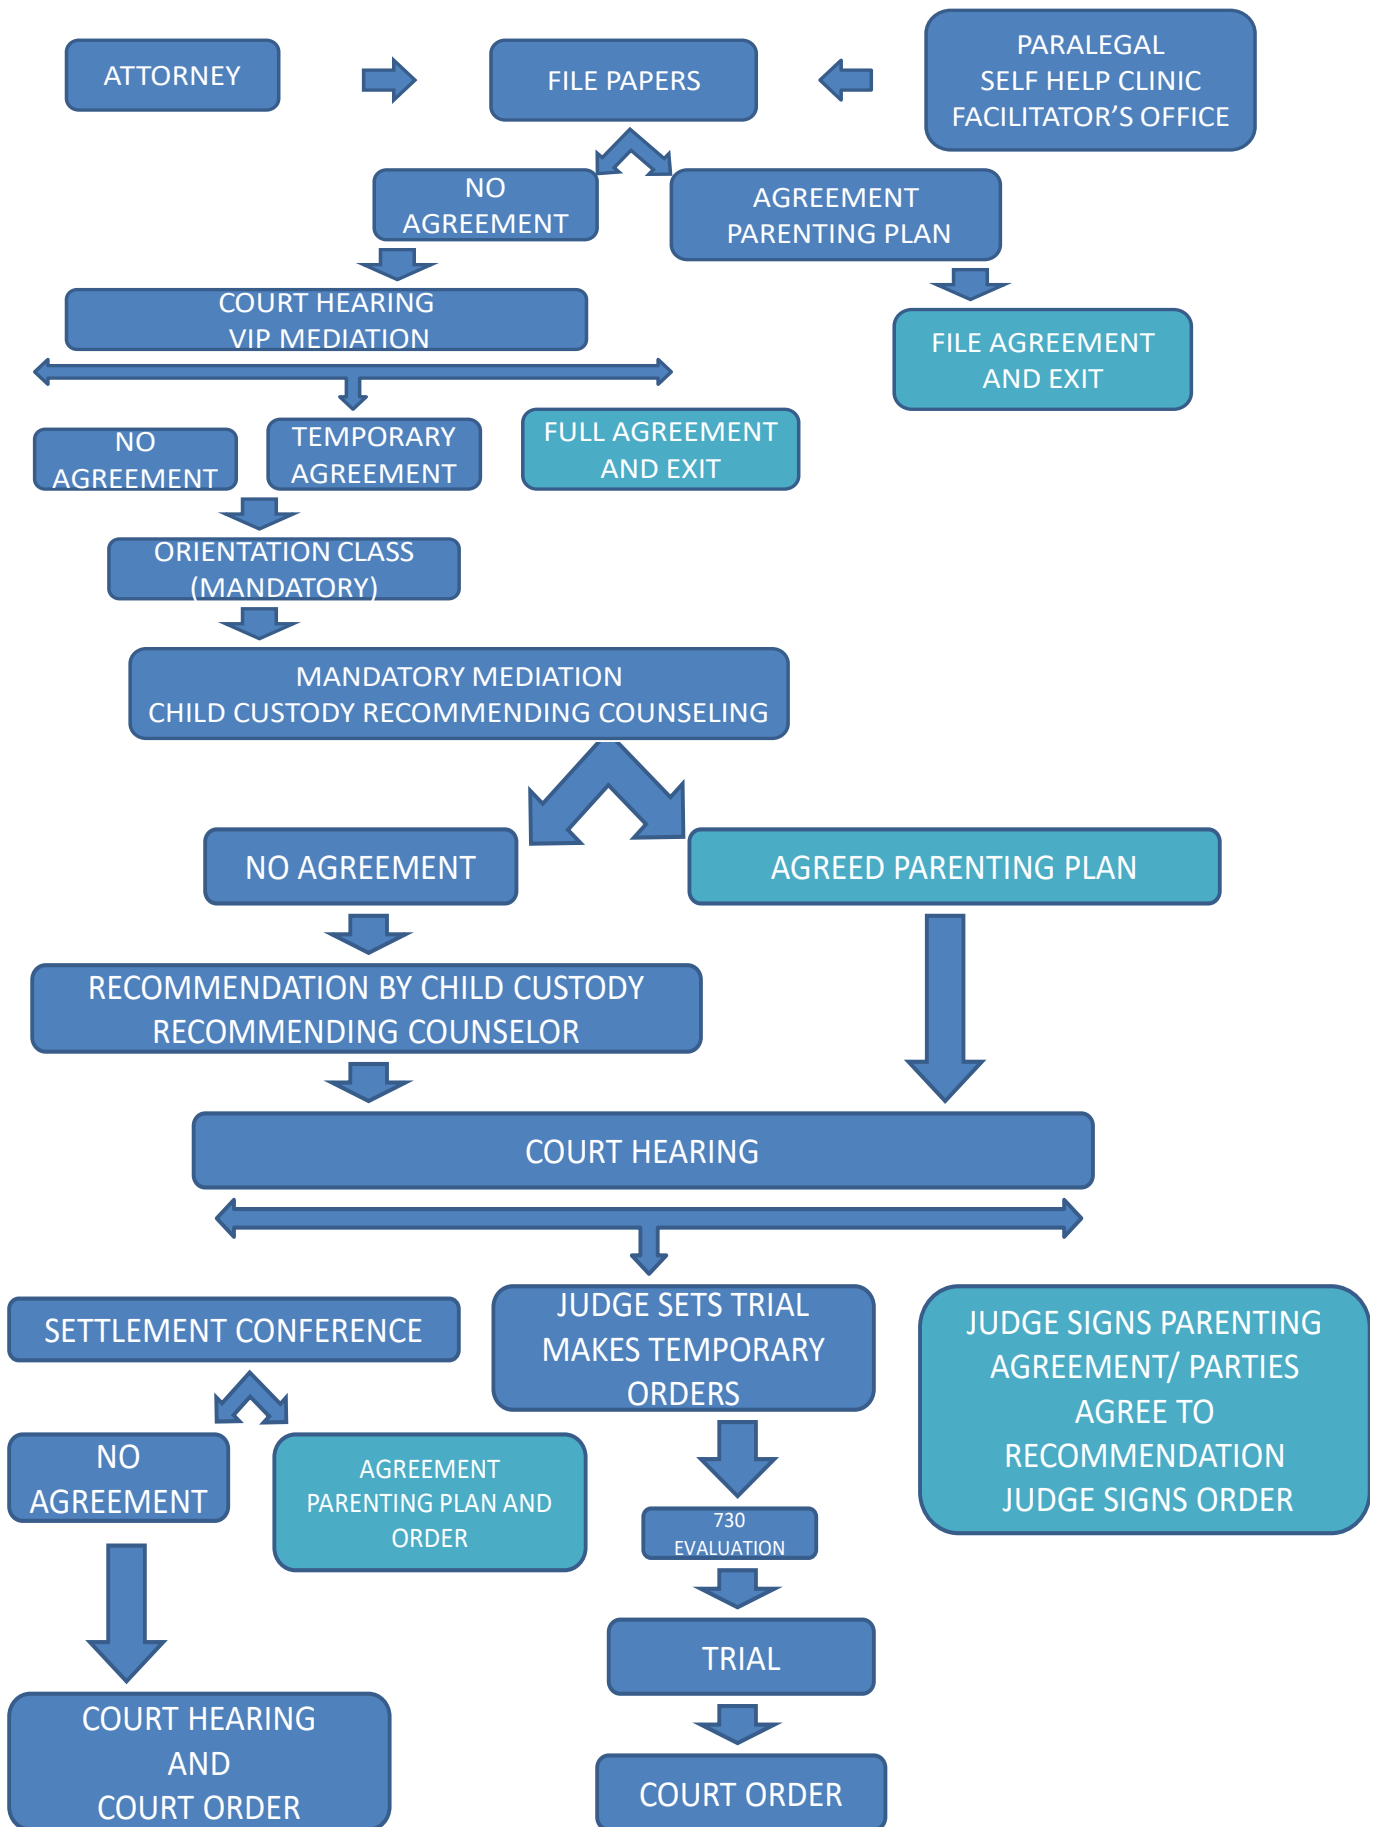 ATTORNEY
FILE PAPERS
PARALEGAL
SELF HELP CLINIC
FACILITATOR'S OFFICE
NO
AGREEMENT
AGREEMENT
PARENTING PLAN
COURT HEARING
VIP MEDIATION
FILE AGREEMENT
AND EXIT
NO
AGREEMENT
TEMPORARY
AGREEMENT
FULL AGREEMENT
AND EXIT
ORIENTATION CLASS
(MANDATORY)
MANDATORY MEDIATION
CHILD CUSTODY RECOMMENDING COUNSELING
NO AGREEMENT
AGREED PARENTING PLAN
RECOMMENDATION BY CHILD CUSTODY
RECOMMENDING COUNSELOR
COURT HEARING
SETTLEMENT CONFERENCE
JUDGE SETS TRIAL
MAKES TEMPORARY
ORDERS
JUDGE SIGNS PARENTING
AGREEMENT/ PARTIES
AGREE TO
RECOMMENDATION
JUDGE SIGNS ORDER
NO
AGREEMENT
AGREEMENT
PARENTING PLAN AND
ORDER
730
EVALUATION
TRIAL
COURT HEARING
AND
COURT ORDER
COURT ORDER